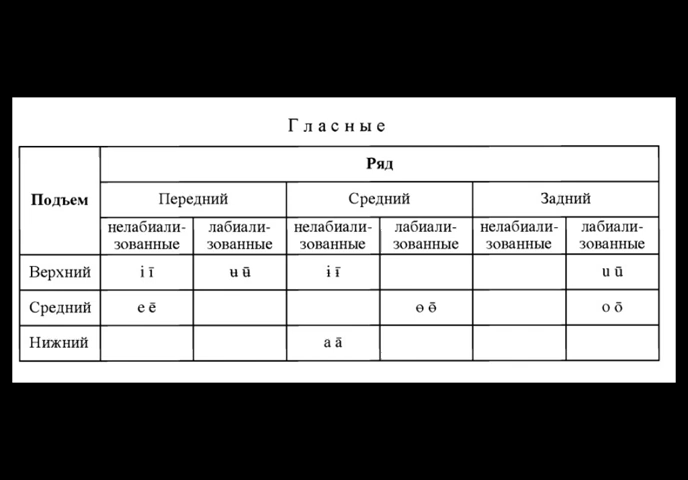 Гласные
Подъем
Ряд
Передний Средний Задний
нелабиали-
зованные
лабиали-
зованные
нелабиали-
зованные
лабиали-
зованные
нелабиали-
зованные
лабиали-
зованные
Верхний i ī ʉ ʉ̄ ɨ ɨ̄ u ū
Средний e ē ɵ ɵ̄ o ō
Нижний a ā